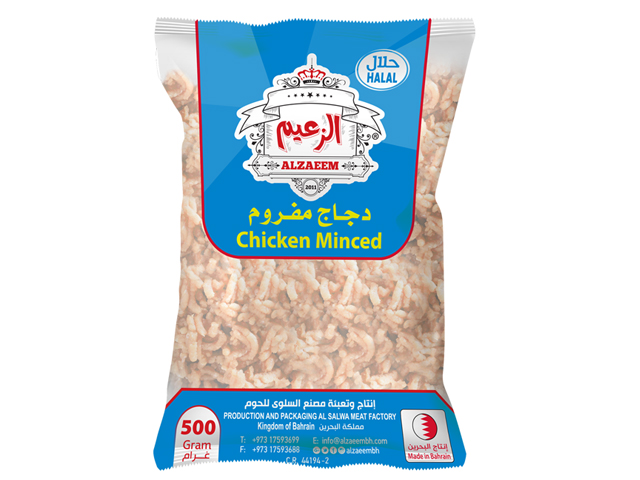 حلال
HALAL
الزعيم
®
ALZAEEM
2011
دجاج مفروم
Chicken Minced
إنتاج وتعبئة مصنع السلوى للحوم
PRODUCTION AND PACKAGING AL SALWA MEAT FACTORY
Kingdom of Bahrain مملكة البحرين
500
Gram
غرام
T: +973 17593699 E: info@alzaeembh.com
F: +973 17593688 alzaeembh
C.R. 44194 - 2
إنتاج البحرين
Made in Bahrain